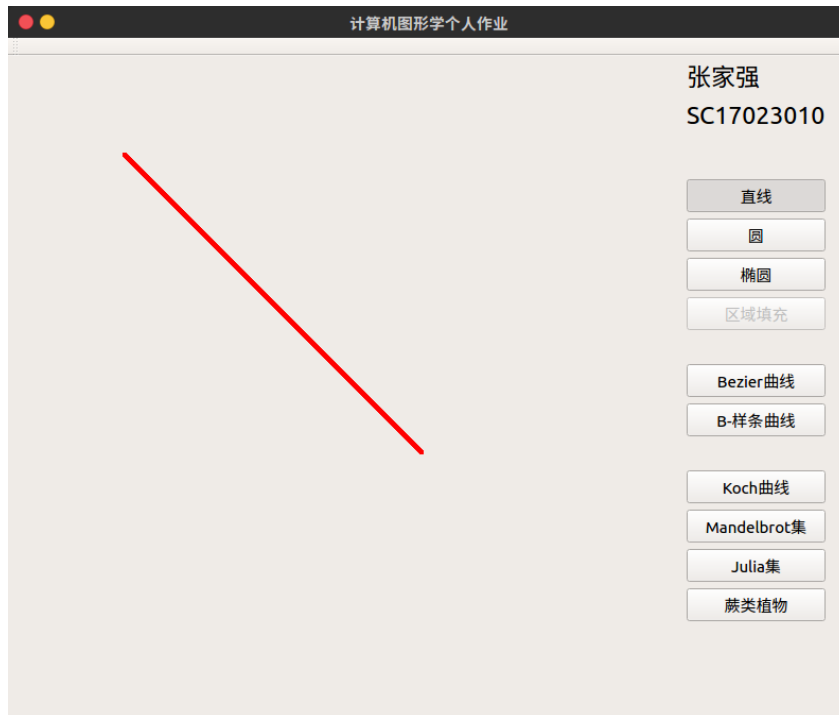 计算机图形学个人作业
张家强
SC17023010
直线
圆
椭圆
区域填充
Bezier曲线
B-样条曲线
Koch曲线
Mandelbrot集
Julia集
蕨类植物